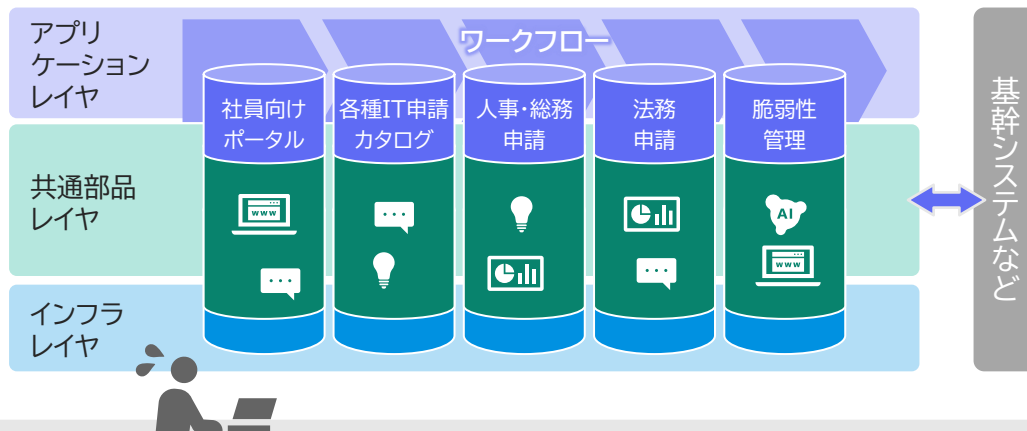 アプリ
ケーション
レイヤ
ワークフロー
社員向け
ポータル
各種IT申請
カタログ
人事・総務
申請
法務
申請
脆弱性
管理
共通部品
レイヤ
www
AI
www
インフラ
レイヤ
基幹システムなど